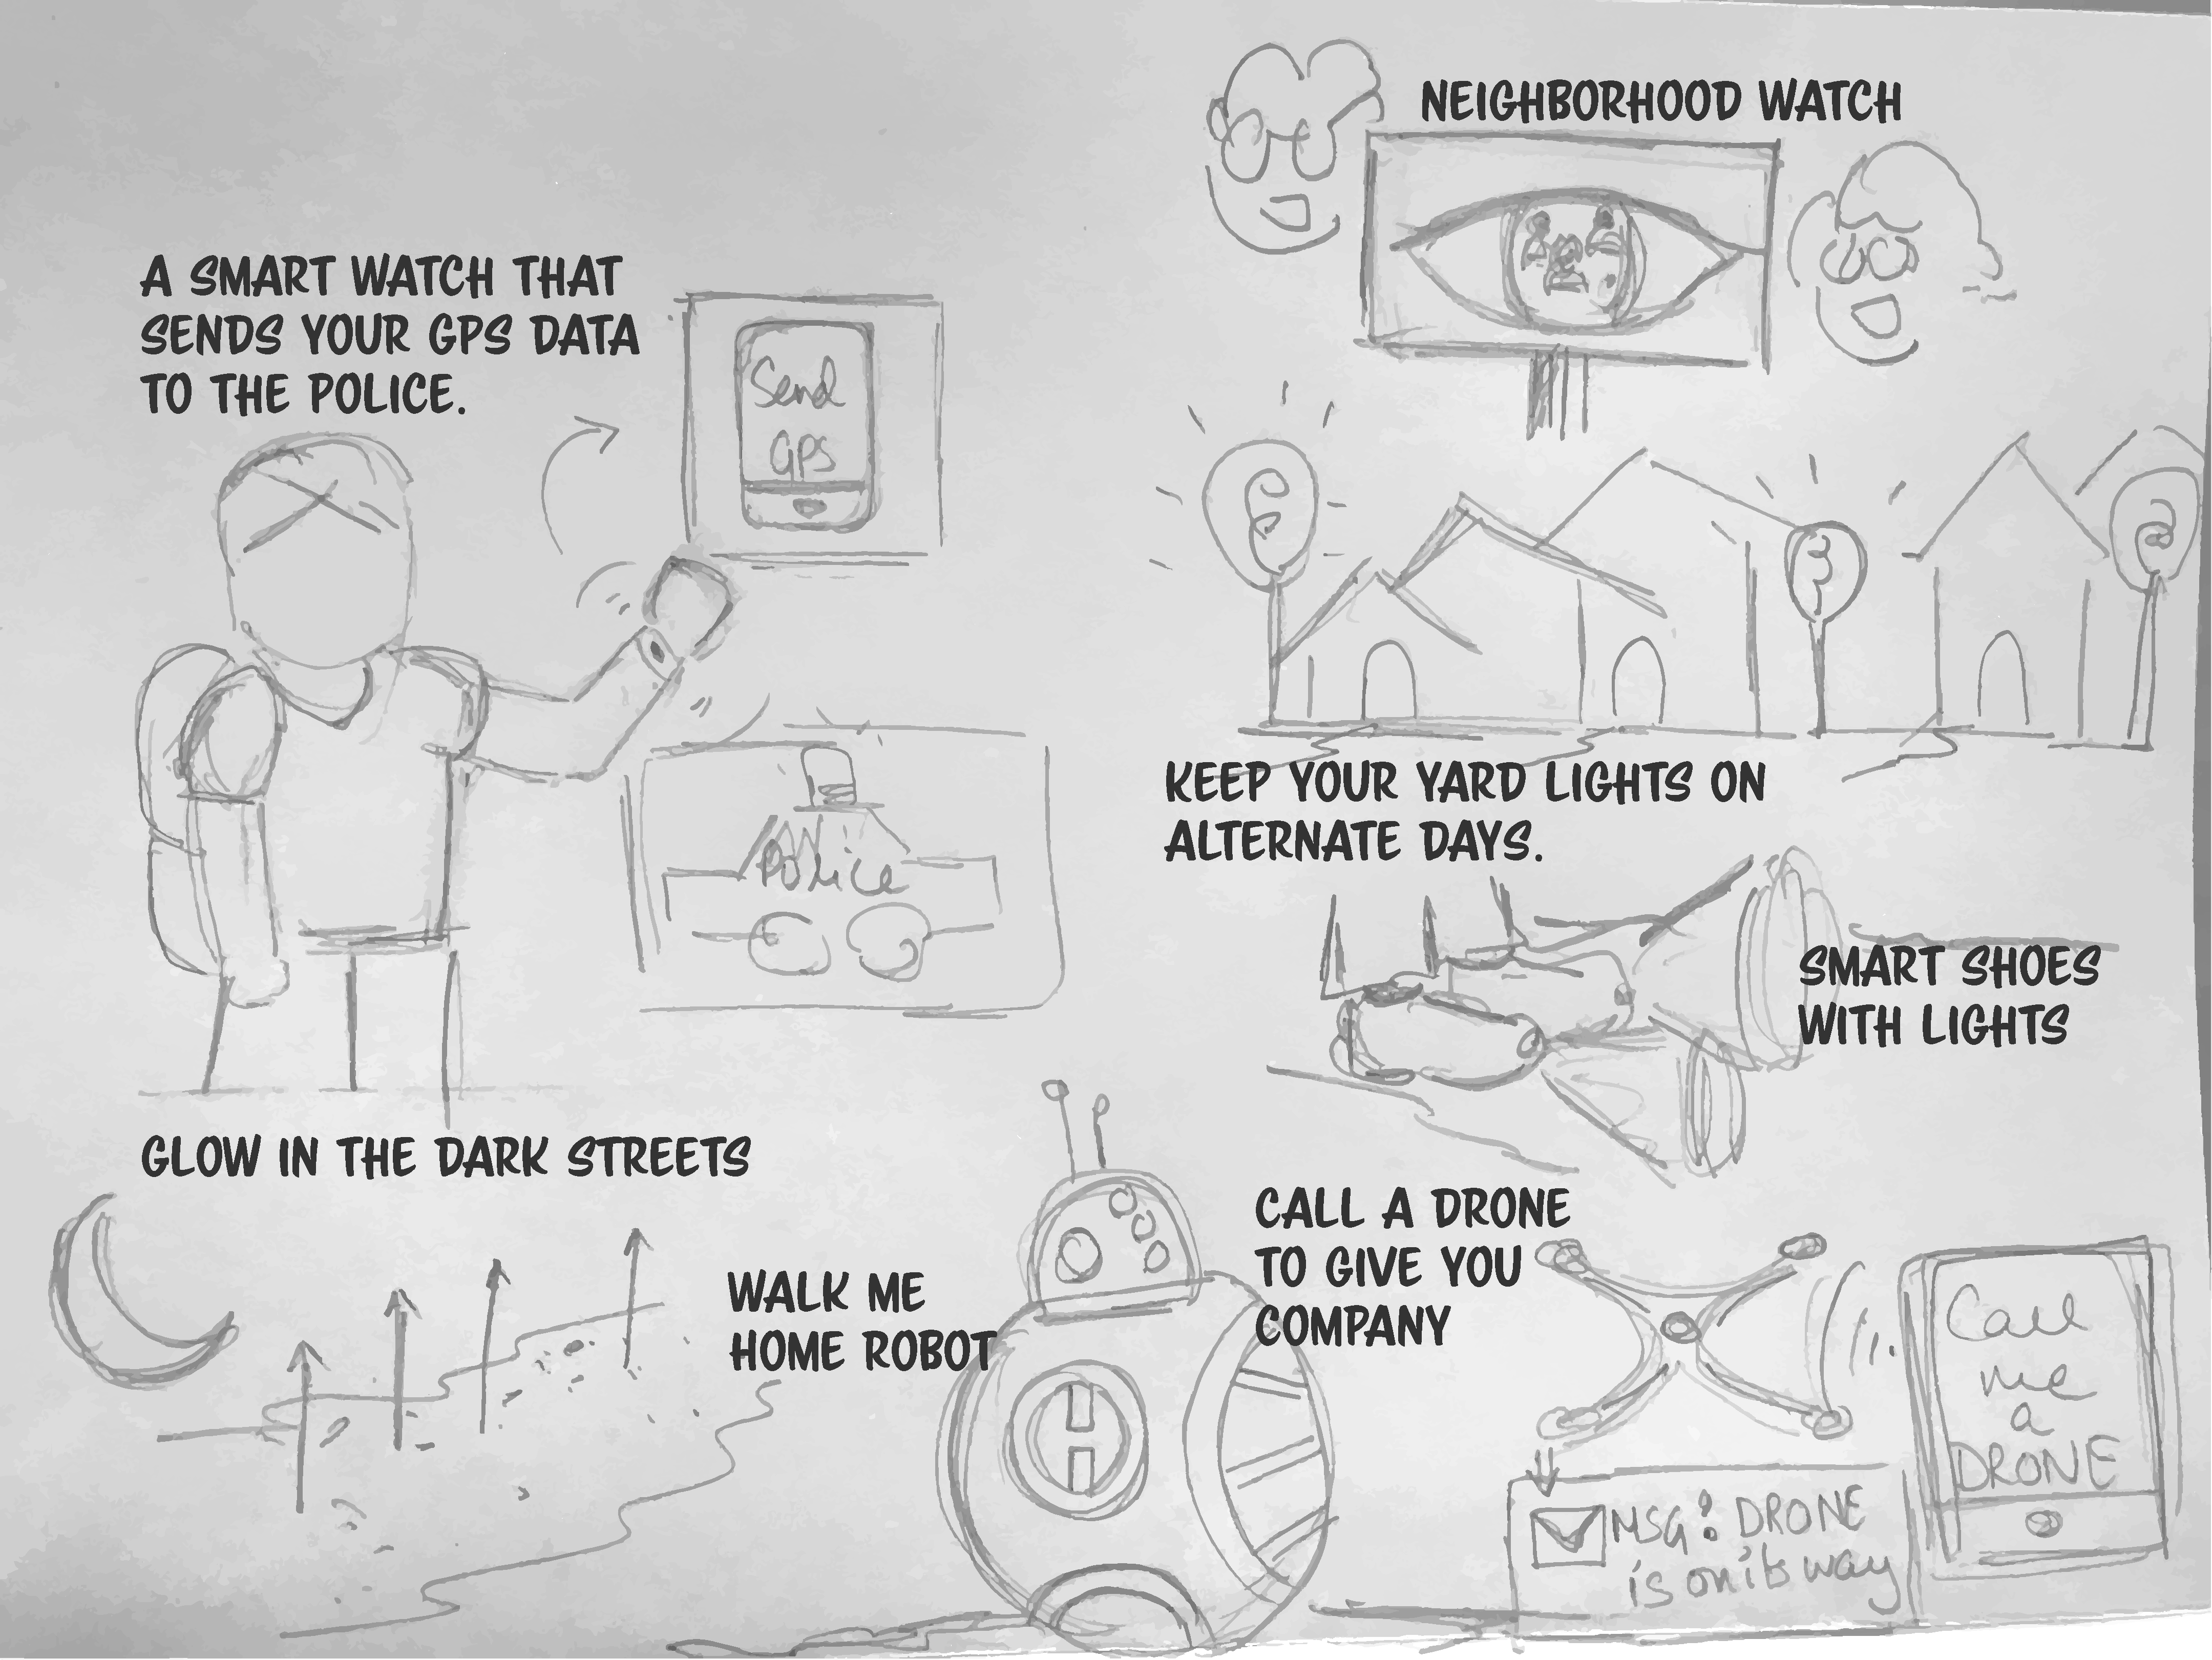 NEIGHBORHOOD WATCH
A SMART WATCH THAT
SENDS YOUR GPS DATA
TO THE POLICE.
Send
GPS
Police
KEEP YOUR YARD LIGHTS ON
ALTERNATE DAYS.
SMART SHOES
WITH LIGHTS
GLOW IN THE DARK STREETS
WALK ME
HOME ROBOT
CALL A DRONE
TO GIVE YOU
COMPANY
Call
me
a
DRONE
MSG: DRONE
is on its way